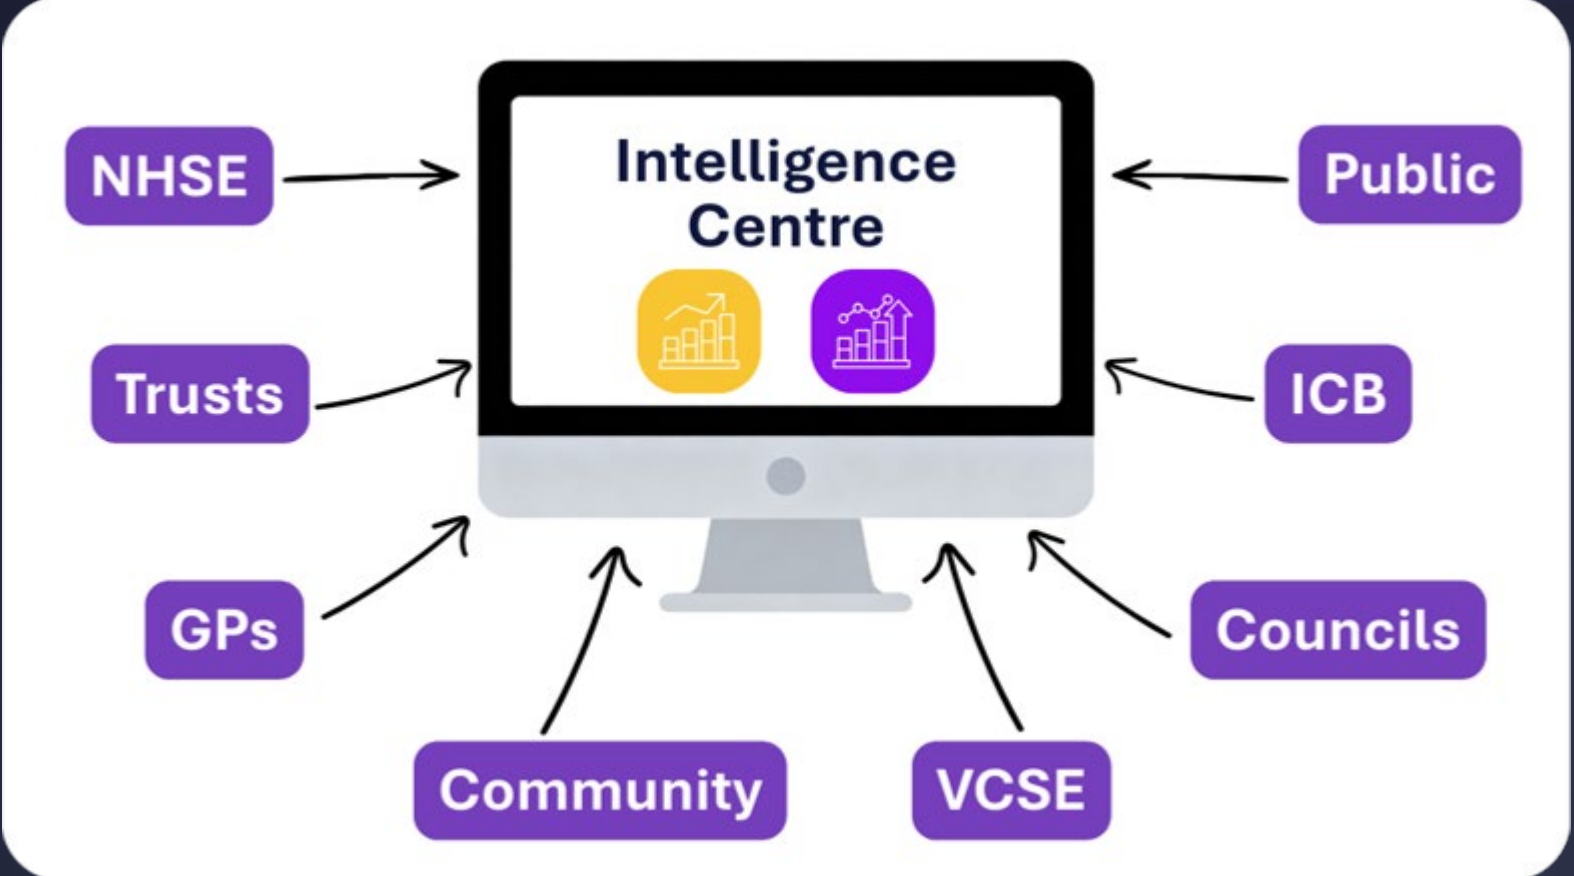 Intelligence
Centre
NHSE
Public
Trusts
ICB
GPs
Councils
Community
VCSE